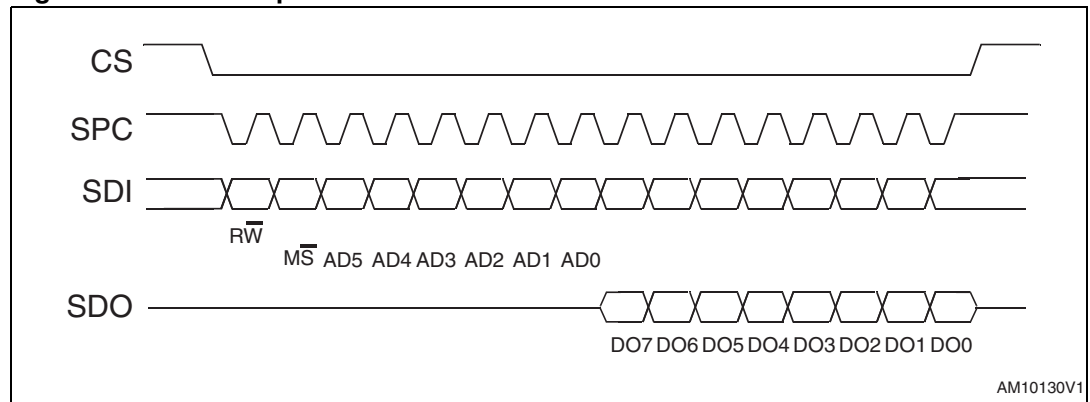 CS
SPC
SDI
RW
MS AD5 AD4 AD3 AD2 AD1 AD0
SDO
DO7 DO6 DO5 DO4 DO3 DO2 DO1 DO0
AM10130V1